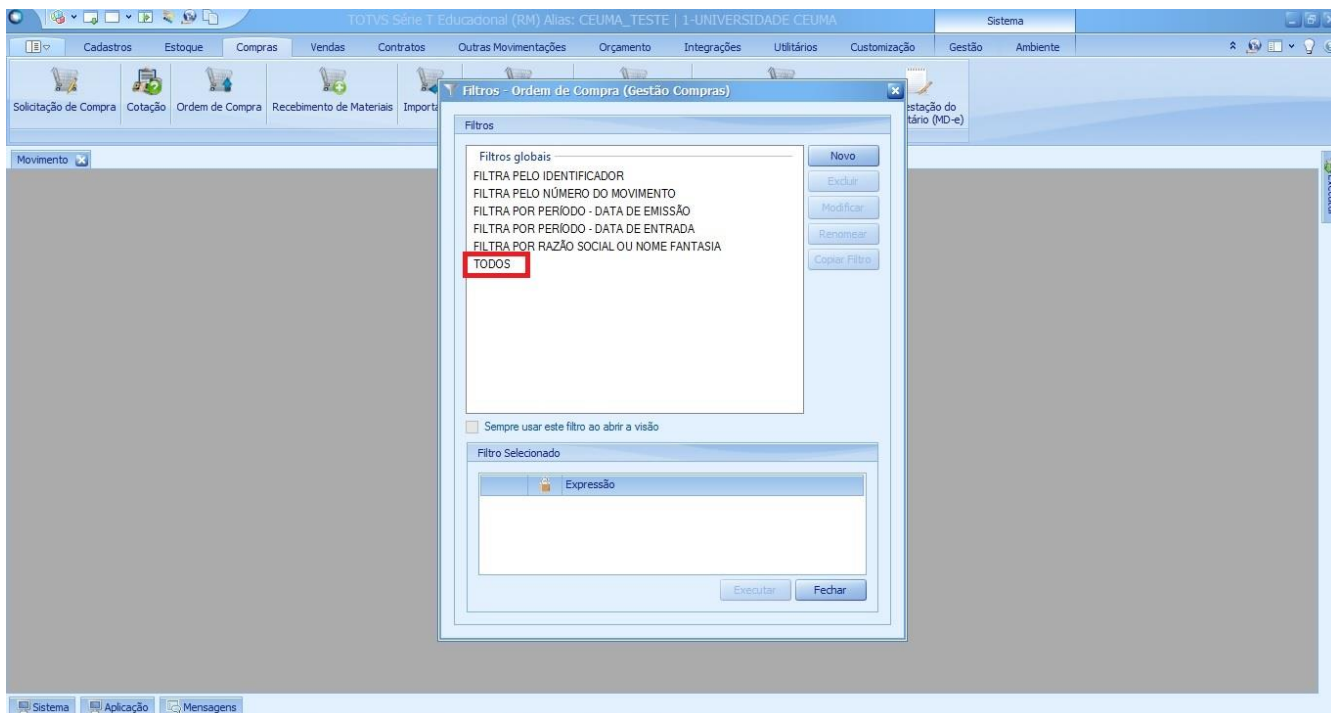 TOTVS Série T Educacional (RM) Alias: CEUMA_TESTE | 1-UNIVERSIDADE CEUMA
Sistema
Cadastros Estoque Compras Vendas Contratos Outras Movimentações Orçamento Integrações Utilitários Customização Gestão Ambiente
Solicitação de Compra Cotação Ordem de Compra Recebimento de Materiais
tário (MD-e)
Movimento
Filtros - Ordem de Compra (Gestão Compras)
Filtros
Filtros globais
FILTRA PELO IDENTIFICADOR
FILTRA PELO NÚMERO DO MOVIMENTO
FILTRA POR PERÍODO - DATA DE EMISSÃO
FILTRA POR PERÍODO - DATA DE ENTRADA
FILTRA POR RAZÃO SOCIAL OU NOME FANTASIA
TODOS
Novo
Excluir
Modificar
Renomear
Copiar Filtro
Sempre usar este filtro ao abrir a visão
Filtro Selecionado
Expressão
Executar Fechar
Sistema Aplicação Mensagens